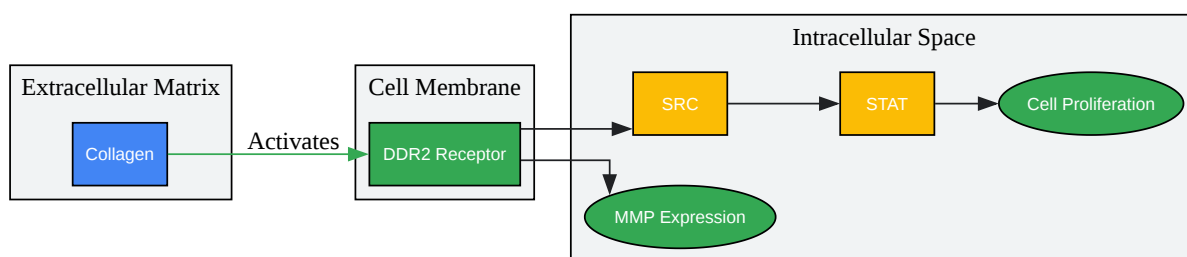 Intracellular Space
Extracellular Matrix
Cell Membrane
SRC
STAT
Cell Proliferation
Collagen
Activates
DDR2 Receptor
MMP Expression